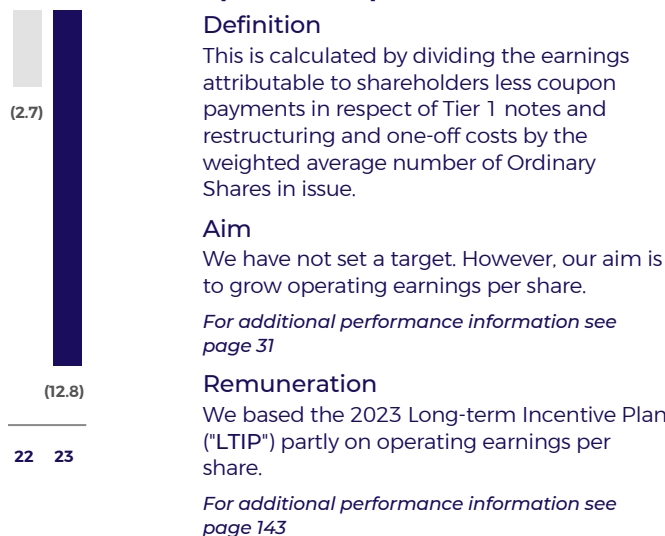 (2.7)
(12.8)
22 23
Definition
This is calculated by dividing the earnings
attributable to shareholders less coupon
payments in respect of Tier 1 notes and
restructuring and one-off costs by the
weighted average number of Ordinary
Shares in issue.
Aim
We have not set a target. However, our aim is
to grow operating earnings per share.
For additional performance information see
page 31
Remuneration
We based the 2023 Long-term Incentive Plan
("LTIP") partly on operating earnings per
share.
For additional performance information see
page 143